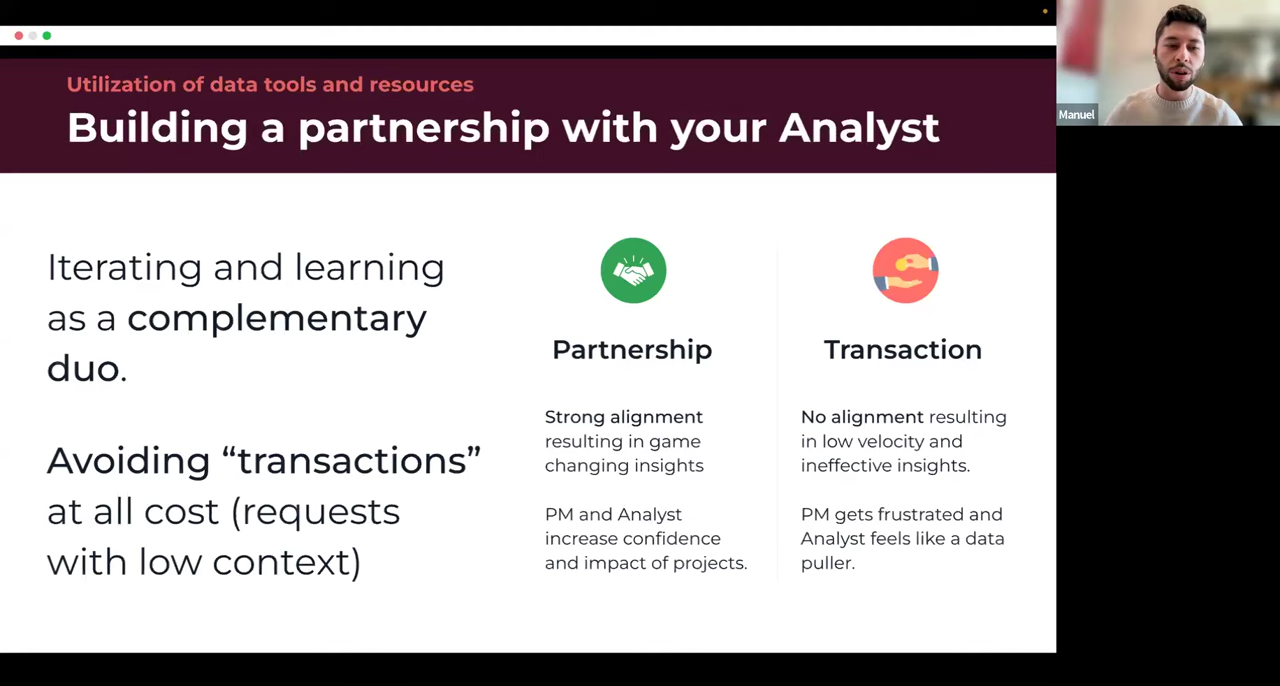 Utilization of data tools and resources
Building a partnership with your Analyst
Manuel
Iterating and learning
as a complementary
duo.
Avoiding “transactions”
at all cost (requests
with low context)
Partnership
Strong alignment
resulting in game
changing insights
PM and Analyst
increase confidence
and impact of projects.
Transaction
No alignment resulting
in low velocity and
ineffective insights.
PM gets frustrated and
Analyst feels like a data
puller.